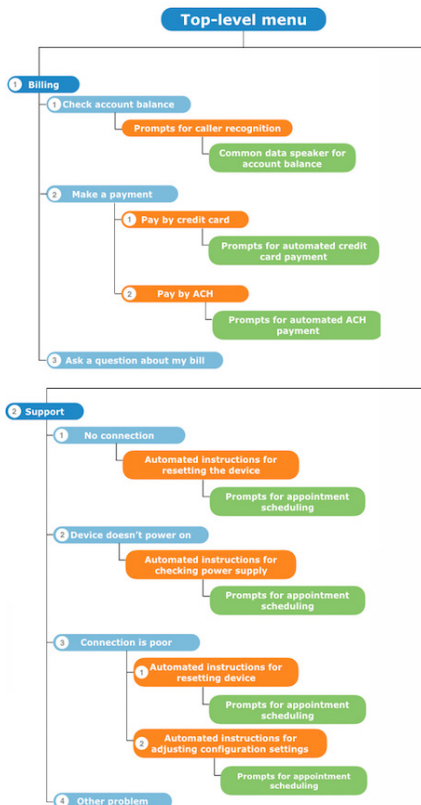 Top-level menu
1 Billing
1 Check account balance
Prompts for caller recognition
Common data speaker for
account balance
2 Make a payment
1 Pay by credit card
Prompts for automated credit
card payment
2 Pay by ACH
Prompts for automated ACH
payment
3 Ask a question about my bill
2 Support
1 No connection
Automated instructions for
resetting the device
Prompts for appointment
scheduling
2 Device doesn't power on
Automated instructions for
checking power supply
Prompts for appointment
scheduling
3 Connection is poor
1 Automated instructions for
resetting device
Prompts for appointment
scheduling
2 Automated instructions for
adjusting configuration settings
Prompts for appointment
scheduling
4 Other problem